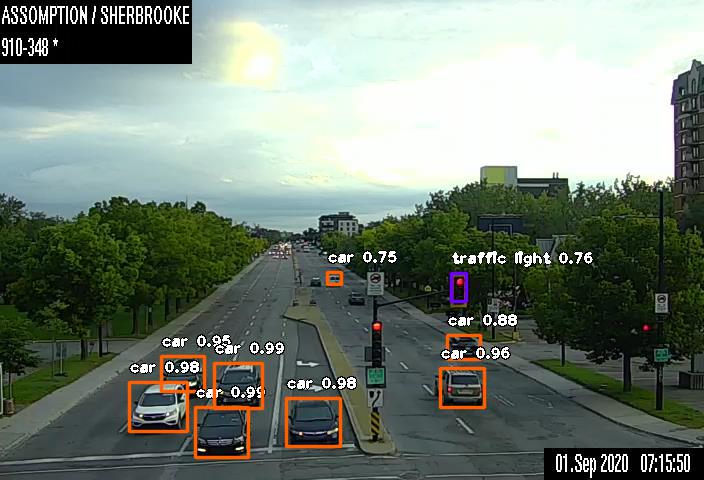 ASSOMPTION / SHERBROOKE
910-348 *
car 0.75
traffic light 0.76
car 0.88
car 0.95
car 0.99
car 0.96
car 0.98
car 0.99
car 0.98
01.Sep 2020 07:15:50